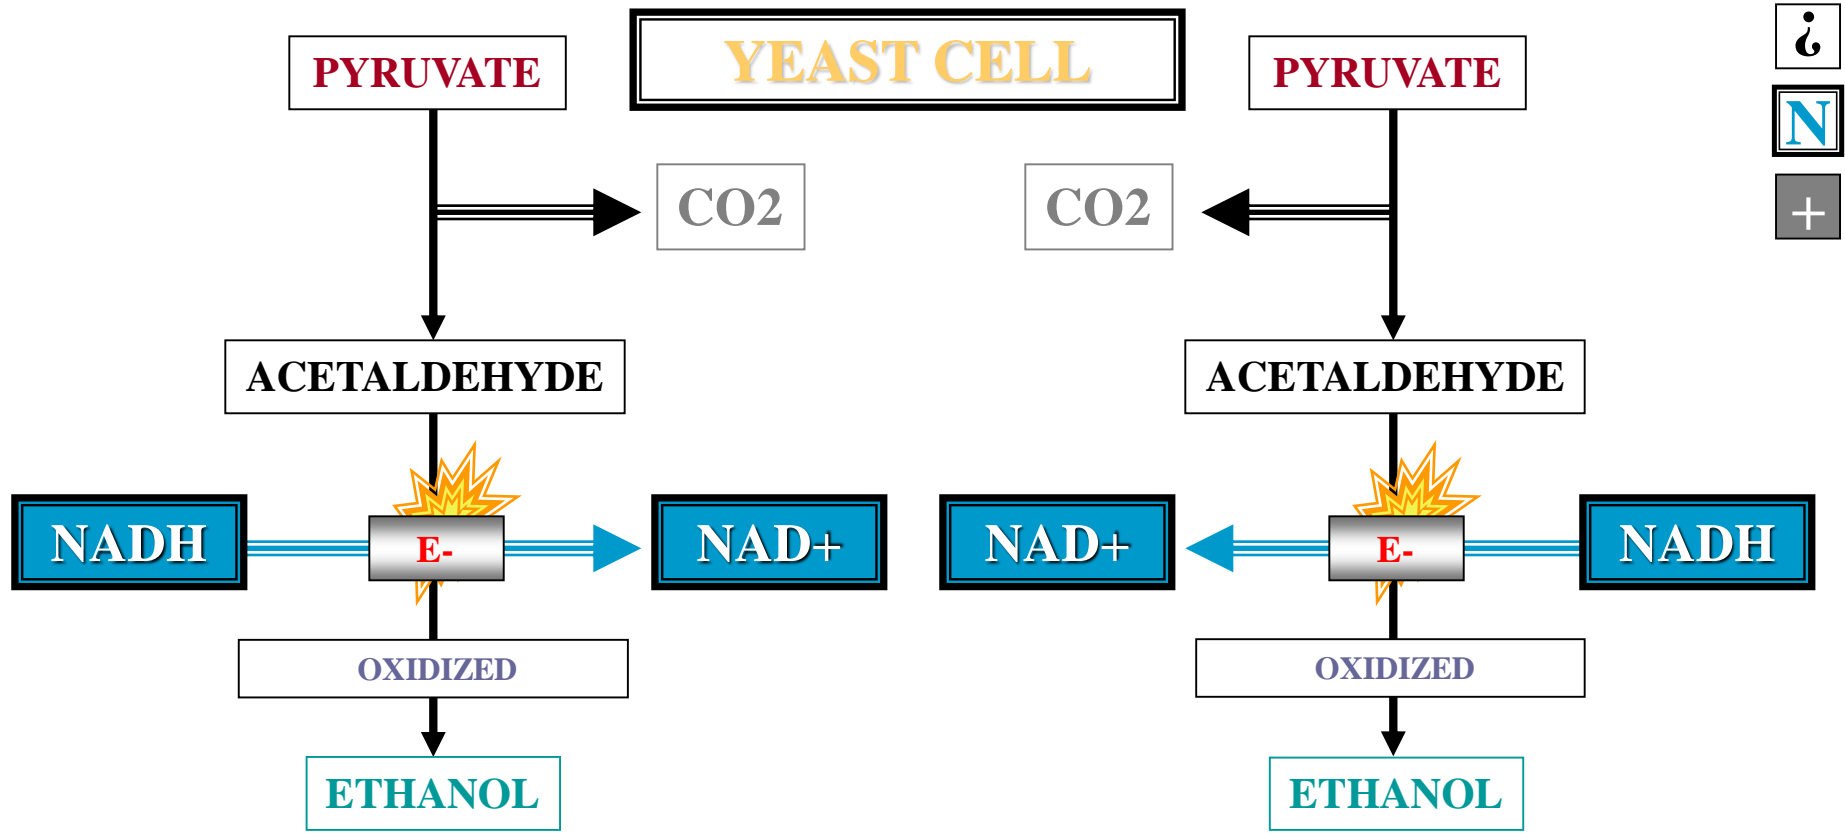 YEAST CELL
¿
N
+
PYRUVATE
CO2
ACETALDEHYDE
NADH
E-
NAD+
OXIDIZED
ETHANOL
PYRUVATE
CO2
ACETALDEHYDE
NAD+
E-
NADH
OXIDIZED
ETHANOL